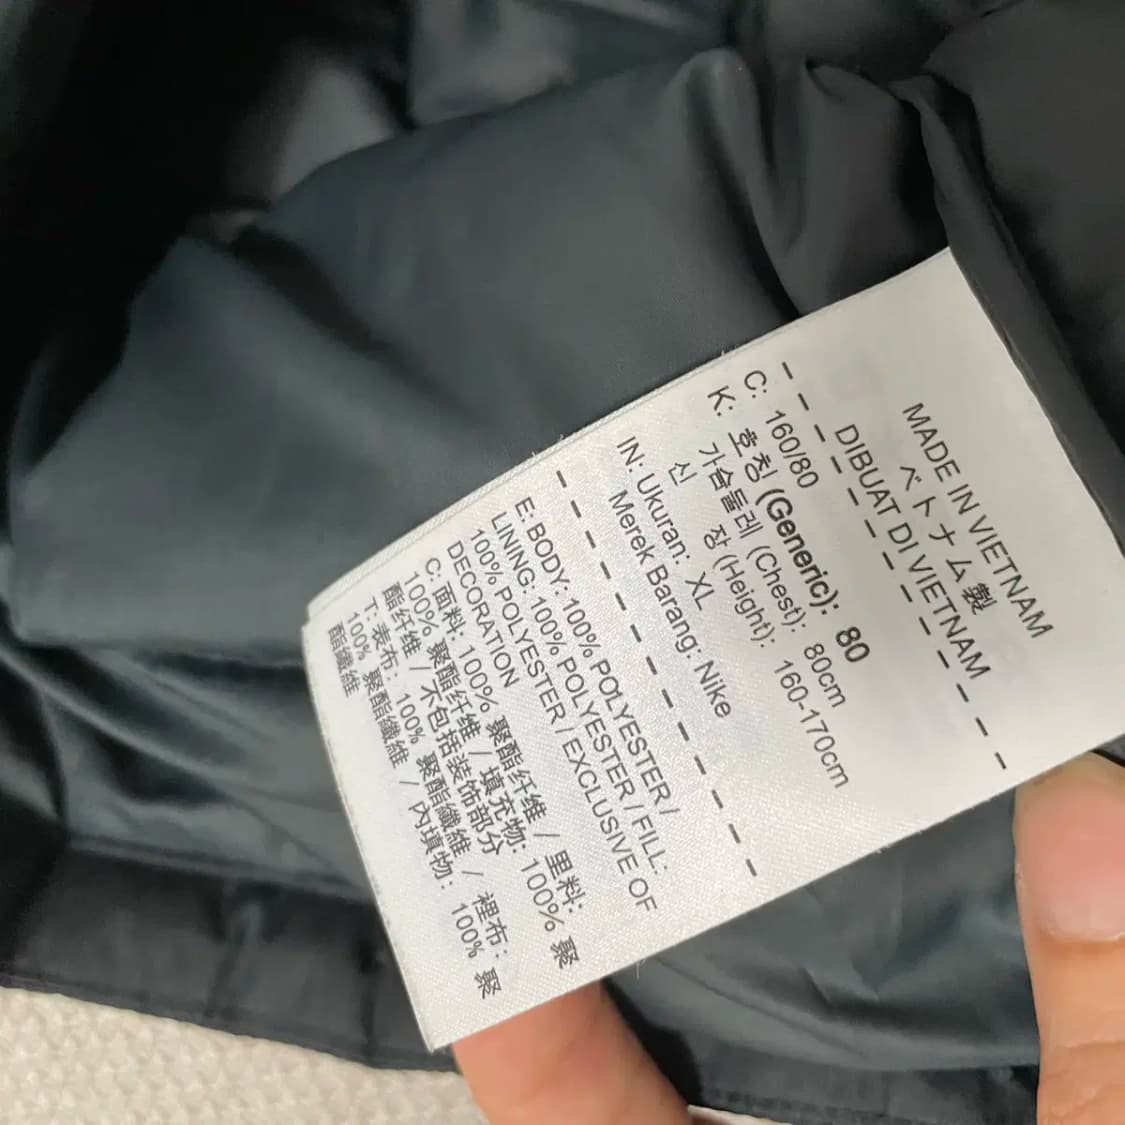 MADE IN VIETNAM
ベトナム製
DIBUAT DI VIETNAM
C: 160/80
K: 호칭 (Generic): 80
가슴둘레 (Chest): 80cm
신 장 (Height): 160-170cm
IN: Ukuran: XL
Merek Barang: Nike
E: BODY: 100% POLYESTER /
LINING: 100% POLYESTER / FILL:
100% POLYESTER / EXCLUSIVE OF
DECORATION
C: 面料: 100% 聚酯纤维 / 里料:
100% 聚酯纤维 / 填充物: 100% 聚
酯纤维 / 不包括装饰部分
T: 表布: 100% 聚酯纖維 / 裡布:
100% 聚酯纖維 / 內填物: 100% 聚
酯纖維